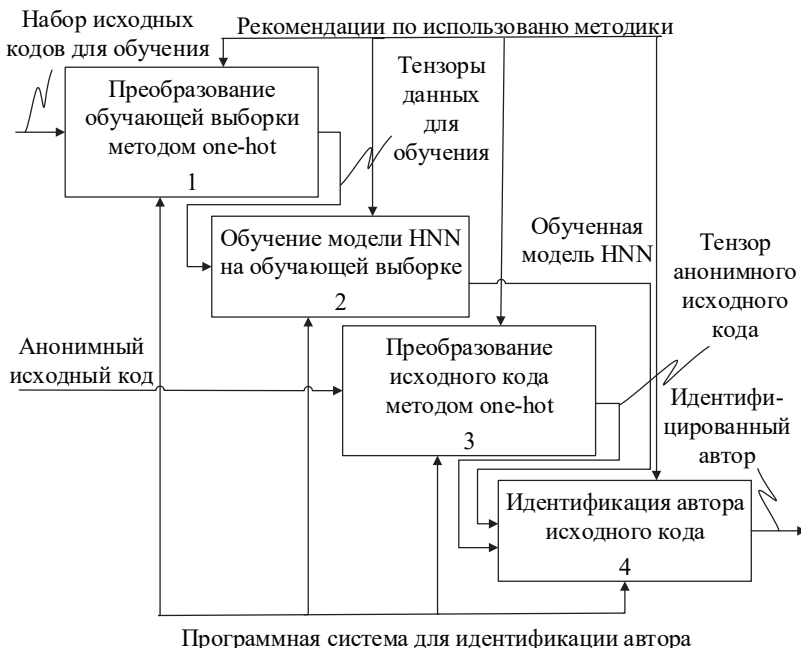 Набор исходных
кодов для обучения
Рекомендации по использованю методики
Преобразование
обучающей выборки
методом one-hot
1
Тензоры
данных
для
обучения
Обучение модели HNN
на обучающей выборке
2
Обученная
модель HNN
Тензор
анонимного
исходного
кода
Анонимный
исходный код
Преобразование
исходного кода
методом one-hot
3
Идентифи-
цированный
автор
Идентификация автора
исходного кода
4
Программная система для идентификации автора